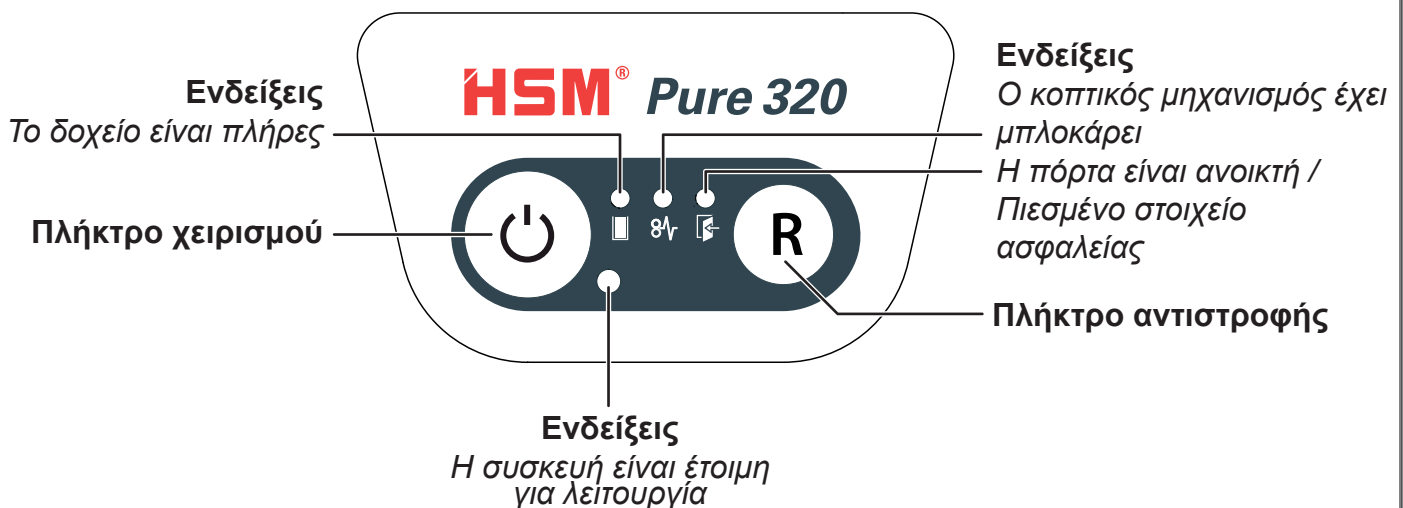 Ενδείξεις
Το δοχείο είναι πλήρες
Πλήκτρο χειρισμού
HSM® Pure 320
R
Ενδείξεις
Ο κοπτικός μηχανισμός έχει
μπλοκάρει
Η πόρτα είναι ανοικτή /
Πιεσμένο στοιχείο
ασφαλείας
Πλήκτρο αντιστροφής
Ενδείξεις
Η συσκευή είναι έτοιμη
για λειτουργία